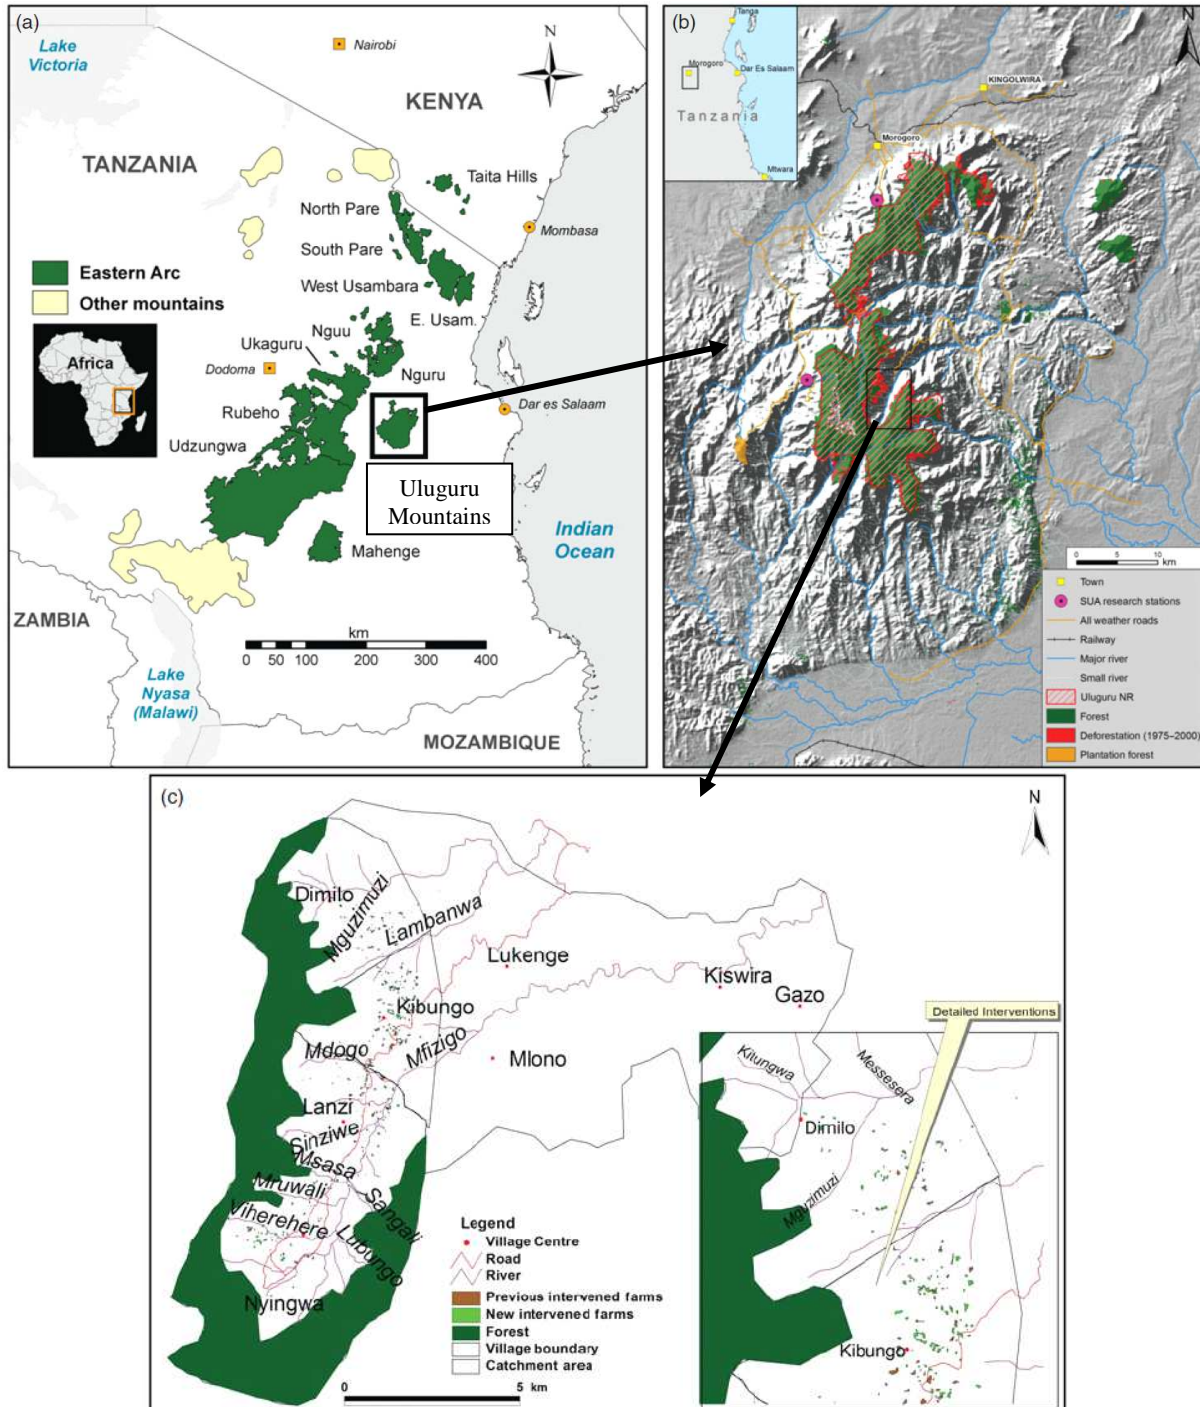 (a)
Lake
Victoria
Nairobi
N
KENYA
TANZANIA
Taita Hills
North Pare
Mombasa
South Pare
Eastern Arc
Other mountains
West Usambara
E. Usam.
Nguu
Ukaguru
Africa
Dodoma
Nguru
Rubeho
Dar es Salaam
Udzungwa
Uluguru
Mountains
Indian
Ocean
Mahenge
ZAMBIA
km
0 50 100 200 300 400
Lake
Nyasa
(Malawi)
MOZAMBIQUE
(b)
Tanga
N
Morogoro
Dar Es Salaam
Tanzania
Mtwara
KINGOLWIRA
Morogoro
0 5 10
km
Town
SUA research stations
All weather roads
Railway
Major river
Small river
Uluguru NR
Forest
Deforestation (1975–2000)
Plantation forest
(c)
N
Dimilo
Mguzimuzi
Lambanwa
Lukenge
Kiswira
Gazo
Kibungo
Detailed Interventions
Mdogo
Mfizigo
Mlono
Lanzi
Sinziwe
Msasa
Mruwali
Sangali
Viherehere
Lubungo
Nyingwa
Legend
Village Centre
Road
River
Previous intervened farms
New intervened farms
Forest
Village boundary
Catchment area
0 5 km
Kitungwa
Messesera
Dimilo
Mguzimuzi
Kibungo